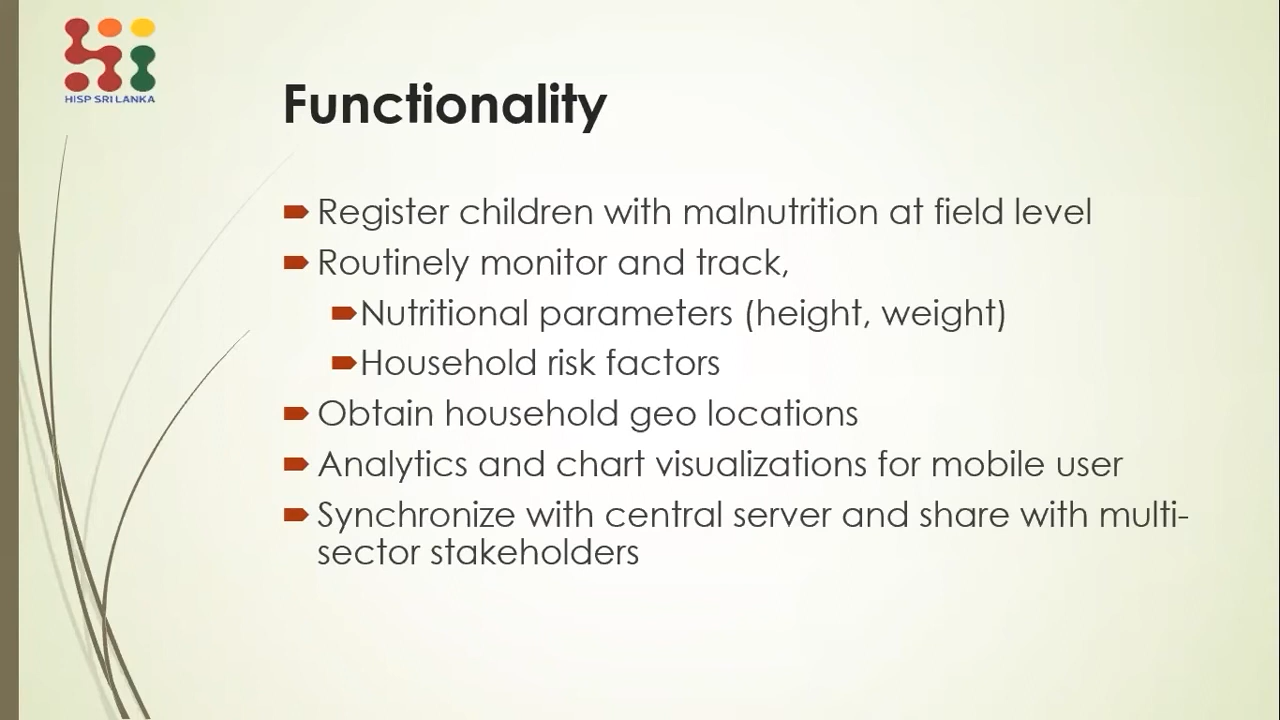 HISP SRI LANKA
Functionality
Register children with malnutrition at field level
Routinely monitor and track,
Nutritional parameters (height, weight)
Household risk factors
Obtain household geo locations
Analytics and chart visualizations for mobile user
Synchronize with central server and share with multi-
sector stakeholders